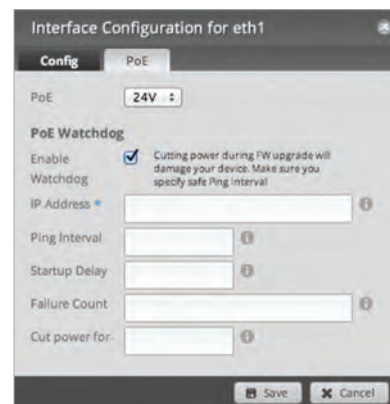 Interface Configuration for eth1
Config PoE
PoE 24V
PoE Watchdog
Enable Watchdog
Cutting power during FW upgrade will
damage your device. Make sure you
specify safe Ping Interval
IP Address *
Ping Interval
Startup Delay
Failure Count
Cut power for
Save Cancel